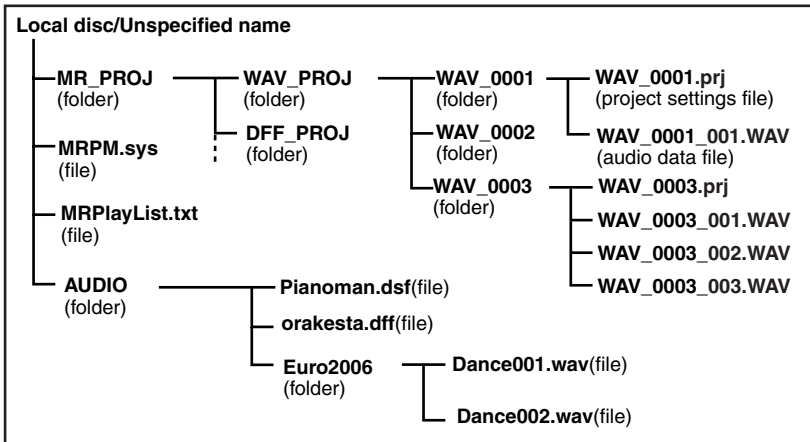 Local disc/Unspecified name
MR_PROJ
(folder)
WAV_PROJ
(folder)
WAV_0001
(folder)
WAV_0001.prj
(project settings file)
WAV_0001_001.WAV
(audio data file)
DFF_PROJ
(folder)
WAV_0002
(folder)
WAV_0003
(folder)
WAV_0003.prj
WAV_0003_001.WAV
WAV_0003_002.WAV
WAV_0003_003.WAV
MRPM.sys
(file)
MRPlayList.txt
(file)
AUDIO
(folder)
Pianoman.dsf(file)
orakesta.dff(file)
Euro2006
(folder)
Dance001.wav(file)
Dance002.wav(file)